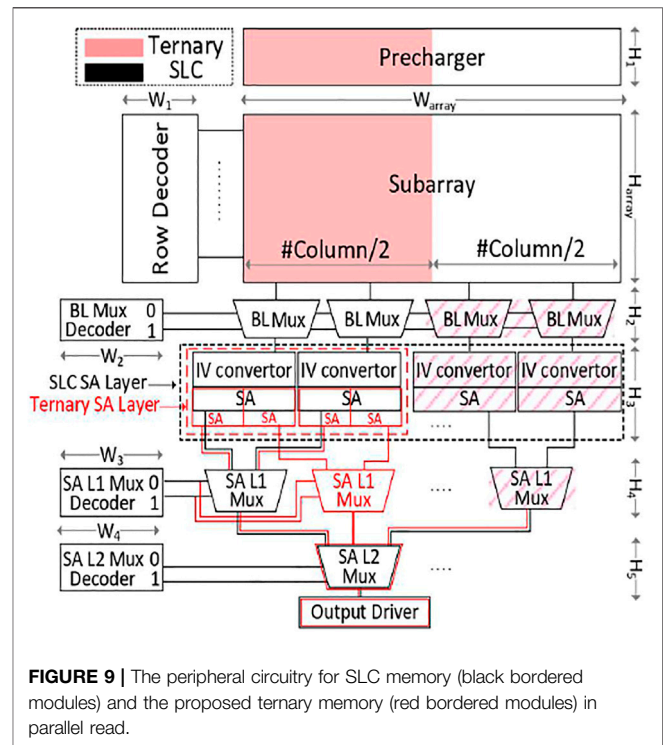 Ternary
SLC
Precharger
H1
W1
Warray
Row Decoder
Subarray
Harray
#Column/2 #Column/2
BL Mux 0
Decoder 1
BL Mux BL Mux BL Mux BL Mux
H2
W2
IV convertor IV convertor IV convertor IV convertor
SLC SA Layer
SA SA SA SA
Ternary SA Layer
SA SA SA SA
....
H3
W3
SA L1 Mux 0
Decoder 1
SA L1 Mux
SA L1 Mux
....
SA L1 Mux
H4
W4
SA L2 Mux 0
Decoder 1
SA L2 Mux
....
H5
Output Driver
FIGURE 9 | The peripheral circuitry for SLC memory (black bordered
modules) and the proposed ternary memory (red bordered modules) in
parallel read.